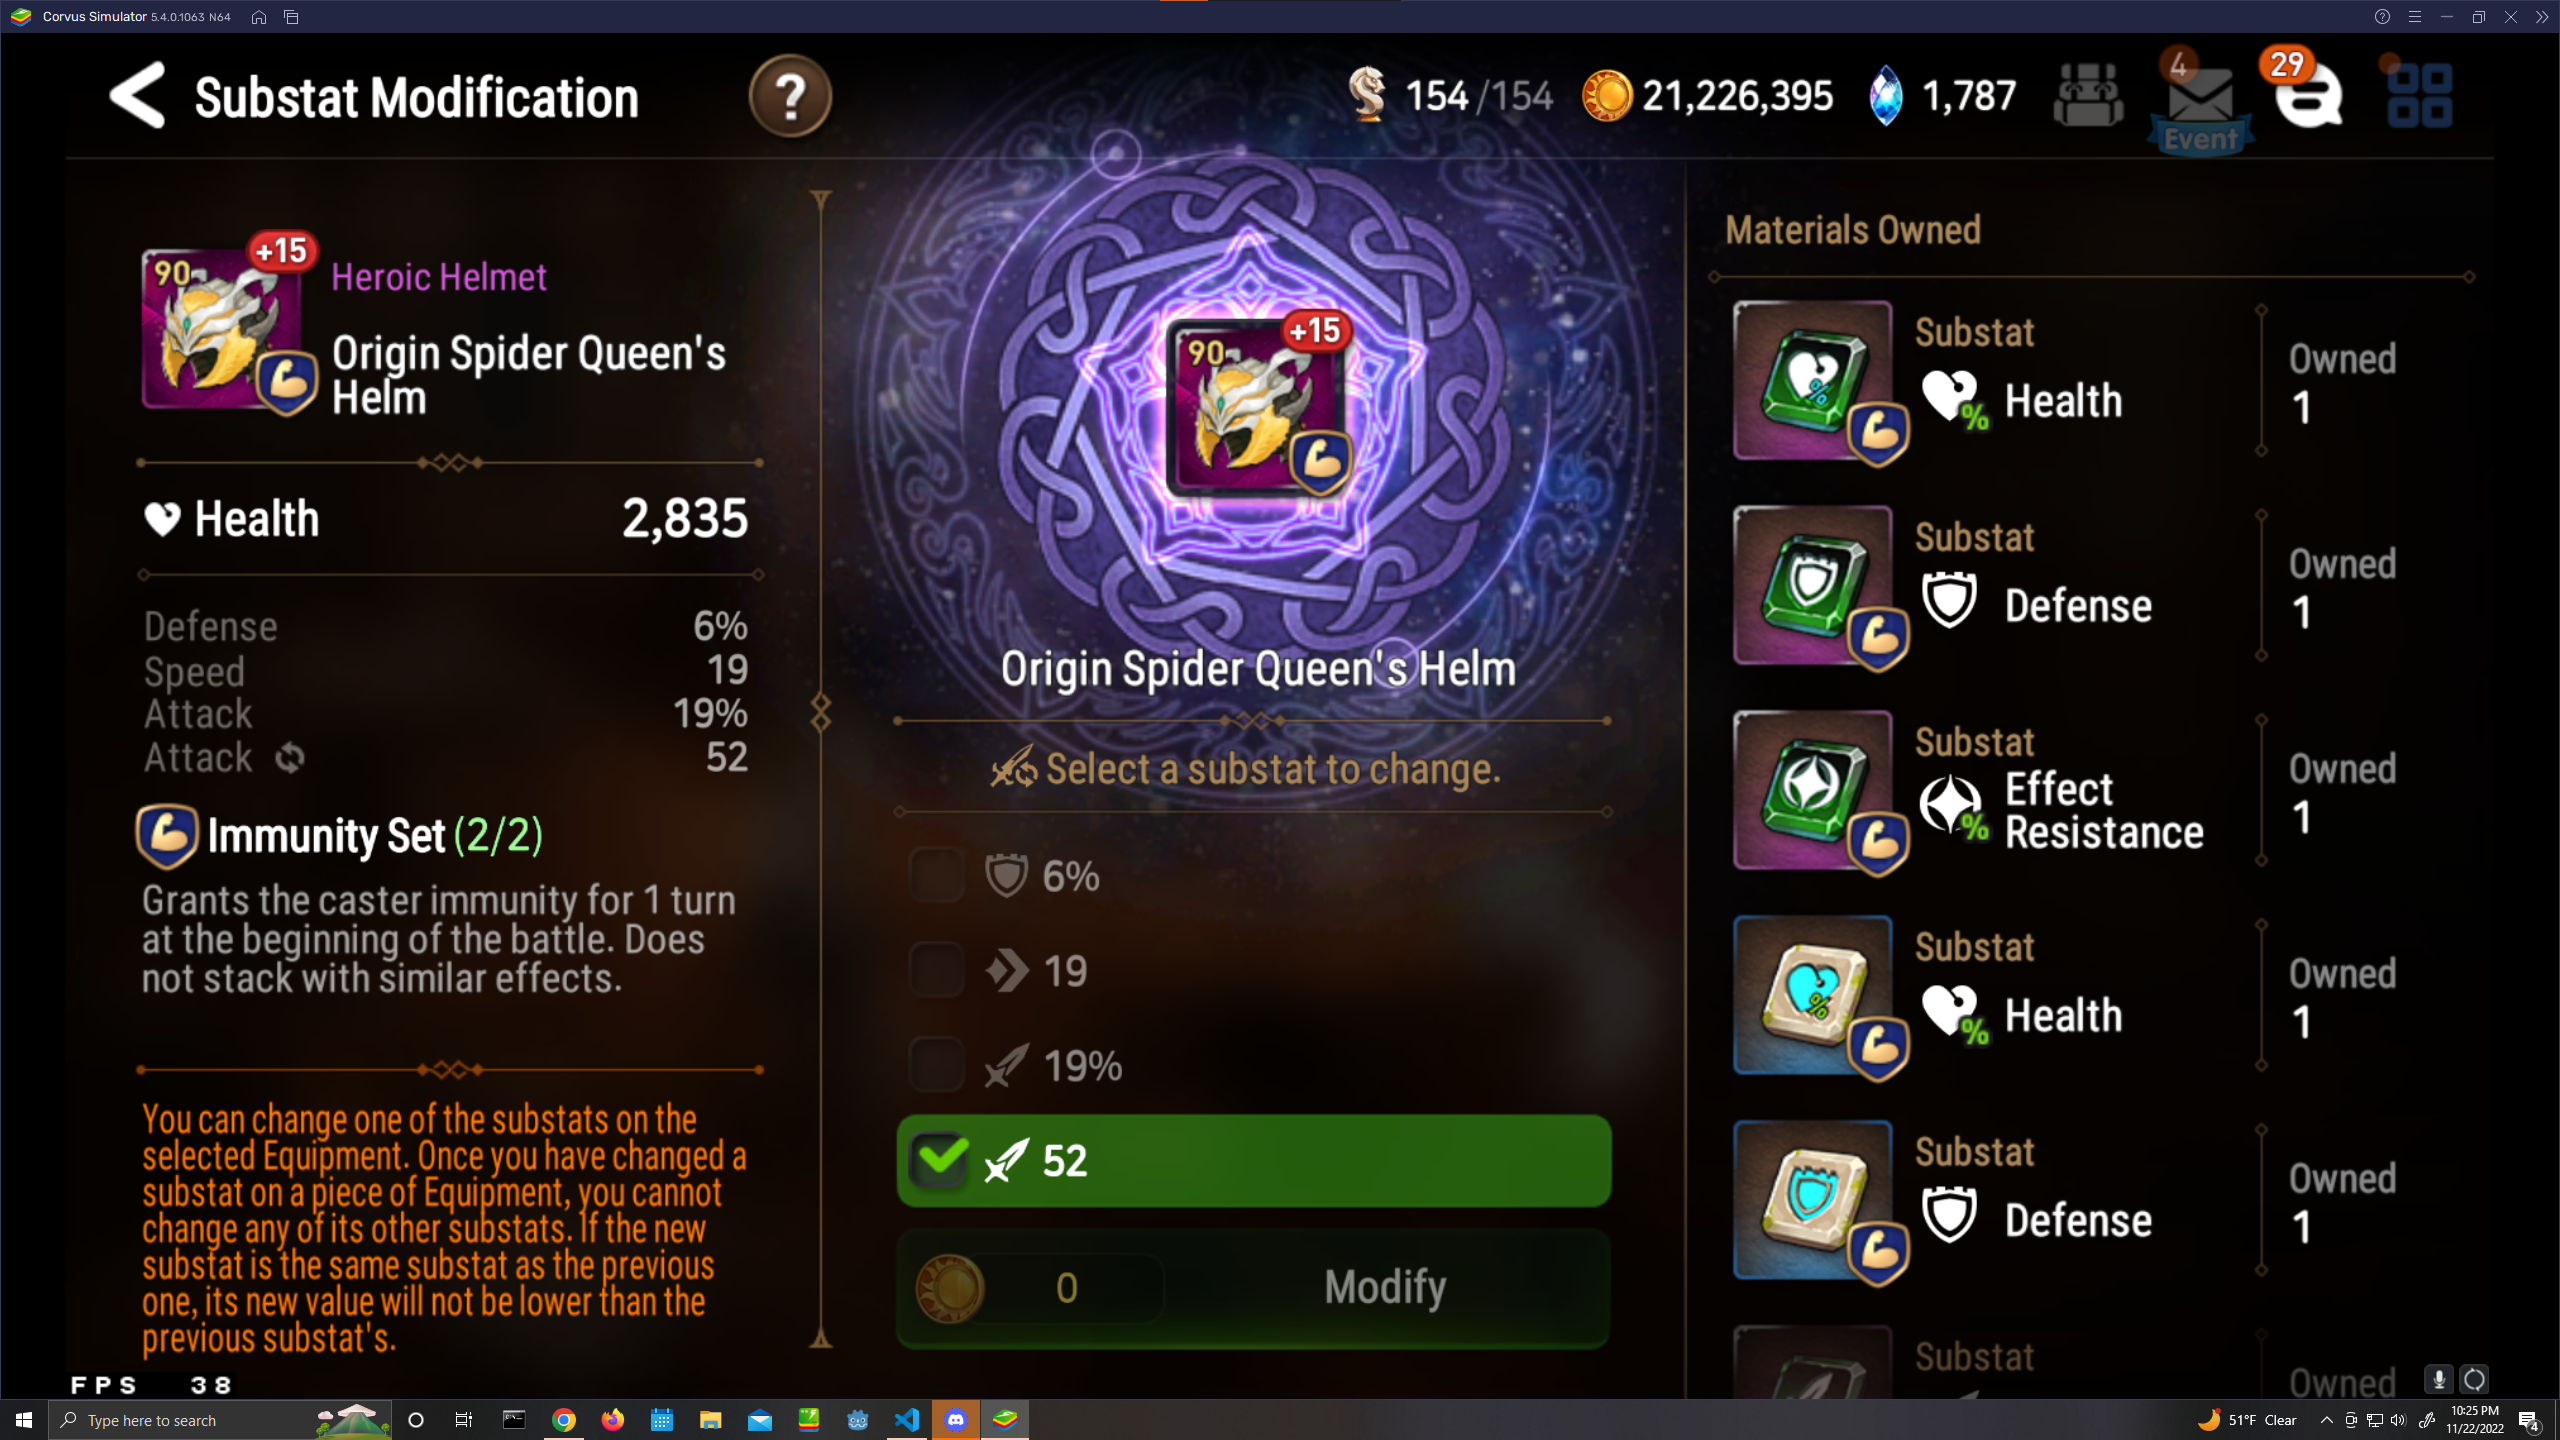 Corvus Simulator 5.4.0.1063 N64
Substat Modification
?
154 /154
21,226,395
1,787
4
Event
29
90
+15
Heroic Helmet
Origin Spider Queen's
Helm
Health 2,835
Defense 6%
Speed 19
Attack 19%
Attack 52
Immunity Set (2/2)
Grants the caster immunity for 1 turn
at the beginning of the battle. Does
not stack with similar effects.
You can change one of the substats on the
selected Equipment. Once you have changed a
substat on a piece of Equipment, you cannot
change any of its other substats. If the new
substat is the same substat as the previous
one, its new value will not be lower than the
previous substat's.
90
+15
Origin Spider Queen's Helm
Select a substat to change.
6%
19
19%
52
0
Modify
Materials Owned
Substat
% Health
Owned
1
Substat
Defense
Owned
1
Substat
% Effect
Resistance
Owned
1
Substat
% Health
Owned
1
Substat
Defense
Owned
1
Substat
Owned
FPS 38
Type here to search
51°F Clear
10:25 PM
11/22/2022
4